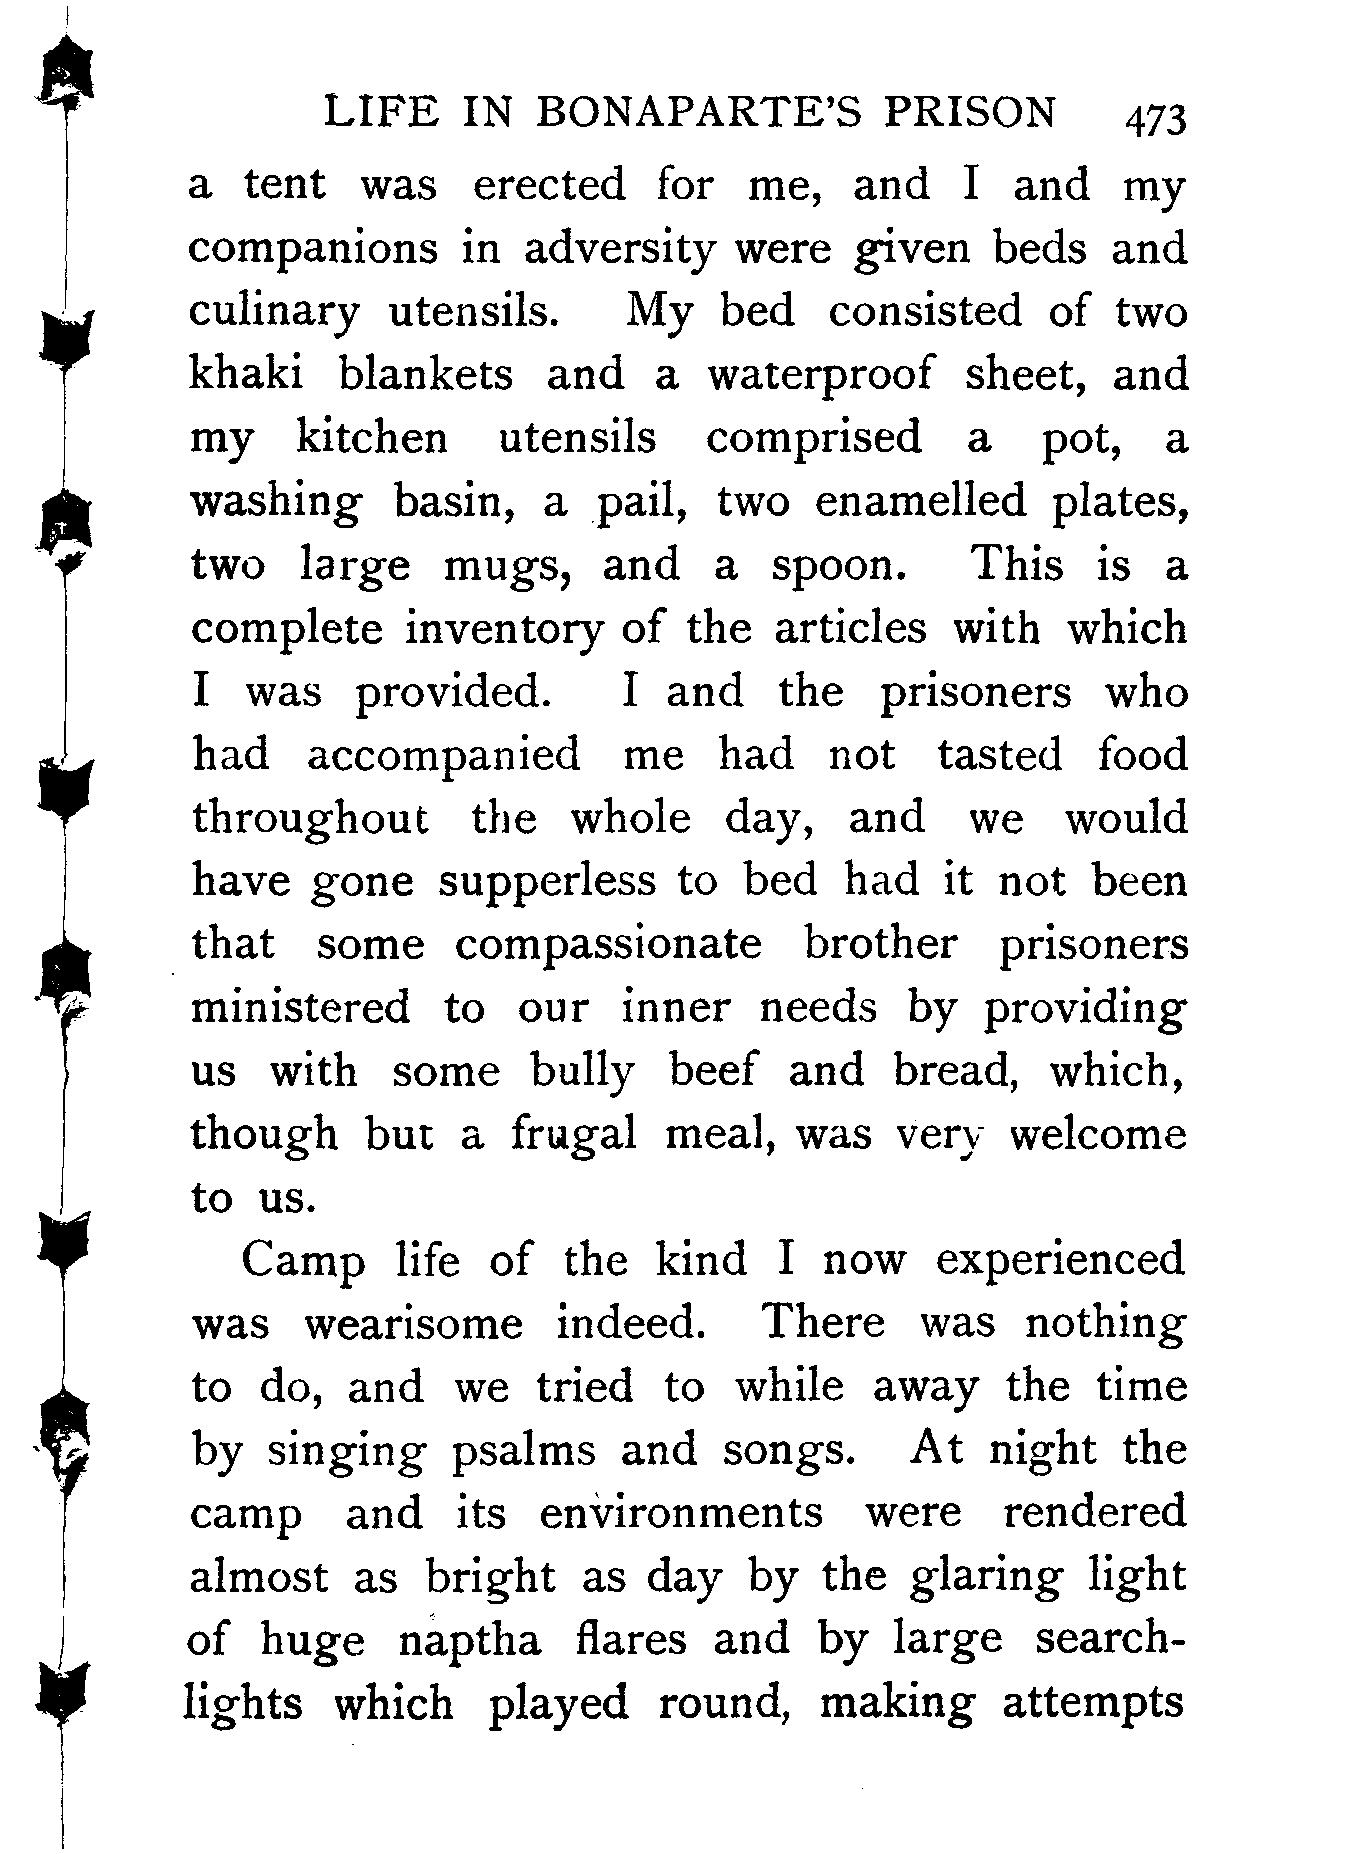 LIFE IN BONAPARTE'S PRISON 473
a tent was erected for me, and I and my
companions in adversity were given beds and
culinary utensils. My bed consisted of two
khaki blankets and a waterproof sheet, and
my kitchen utensils comprised a pot, a
washing basin, a pail, two enamelled plates,
two large mugs, and a spoon. This is a
complete inventory of the articles with which
I was provided. I and the prisoners who
had accompanied me had not tasted food
throughout the whole day, and we would
have gone supperless to bed had it not been
that some compassionate brother prisoners
ministered to our inner needs by providing
us with some bully beef and bread, which,
though but a frugal meal, was very welcome
to us.
Camp life of the kind I now experienced
was wearisome indeed. There was nothing
to do, and we tried to while away the time
by singing psalms and songs. At night the
camp and its environments were rendered
almost as bright as day by the glaring light
of huge naptha flares and by large search-
lights which played round, making attempts